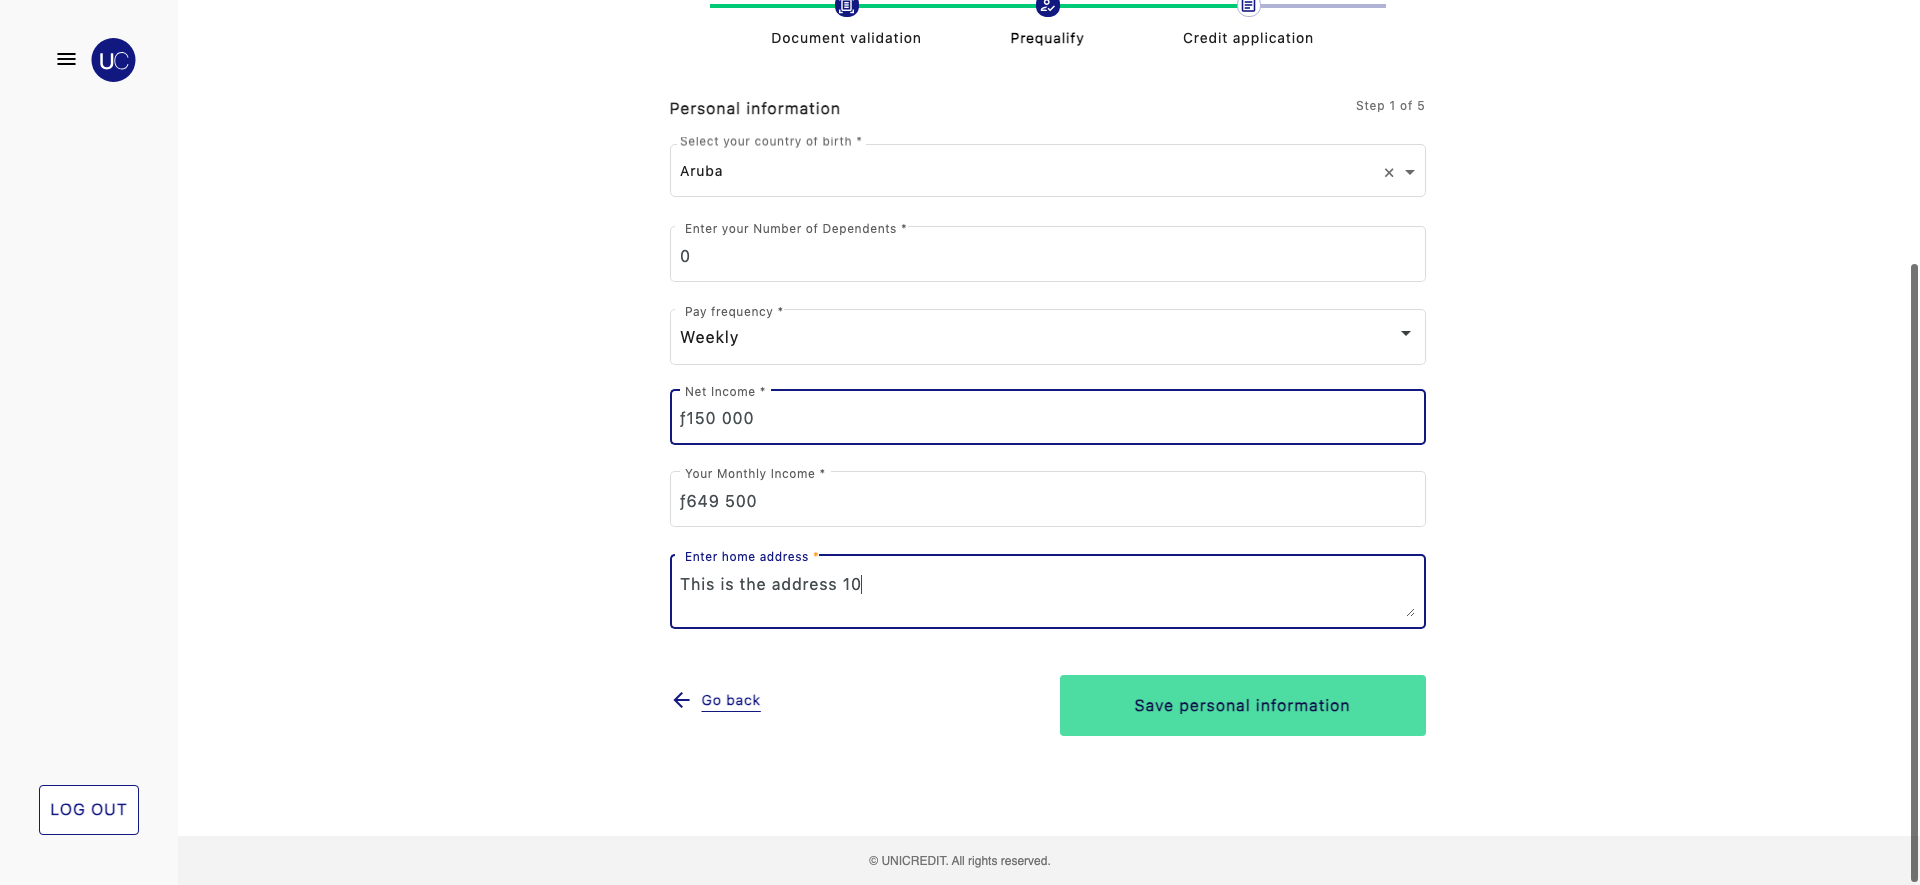 Document validation
Prequalify
Credit application
UC
Personal information
Step 1 of 5
Select your country of birth *
Aruba
Enter your Number of Dependents *
0
Pay frequency *
Weekly
Net Income *
ƒ150 000
Your Monthly Income *
ƒ649 500
Enter home address *
This is the address 10
Go back
Save personal information
LOG OUT
© UNICREDIT. All rights reserved.